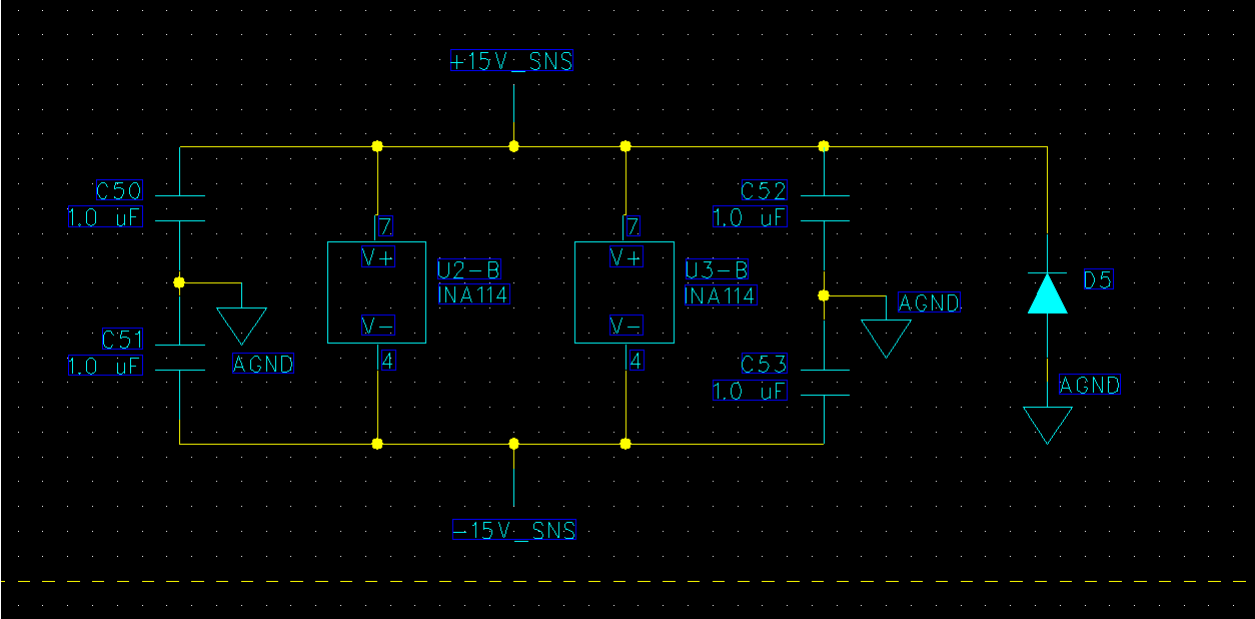 +15V_SNS
C50
1.0 uF
C52
1.0 uF
7
V+
7
V+
U2-B
INA114
U3-B
INA114
D5
AGND
V-
V-
C51
1.0 uF
AGND
4
4
C53
1.0 uF
AGND
-15V_SNS